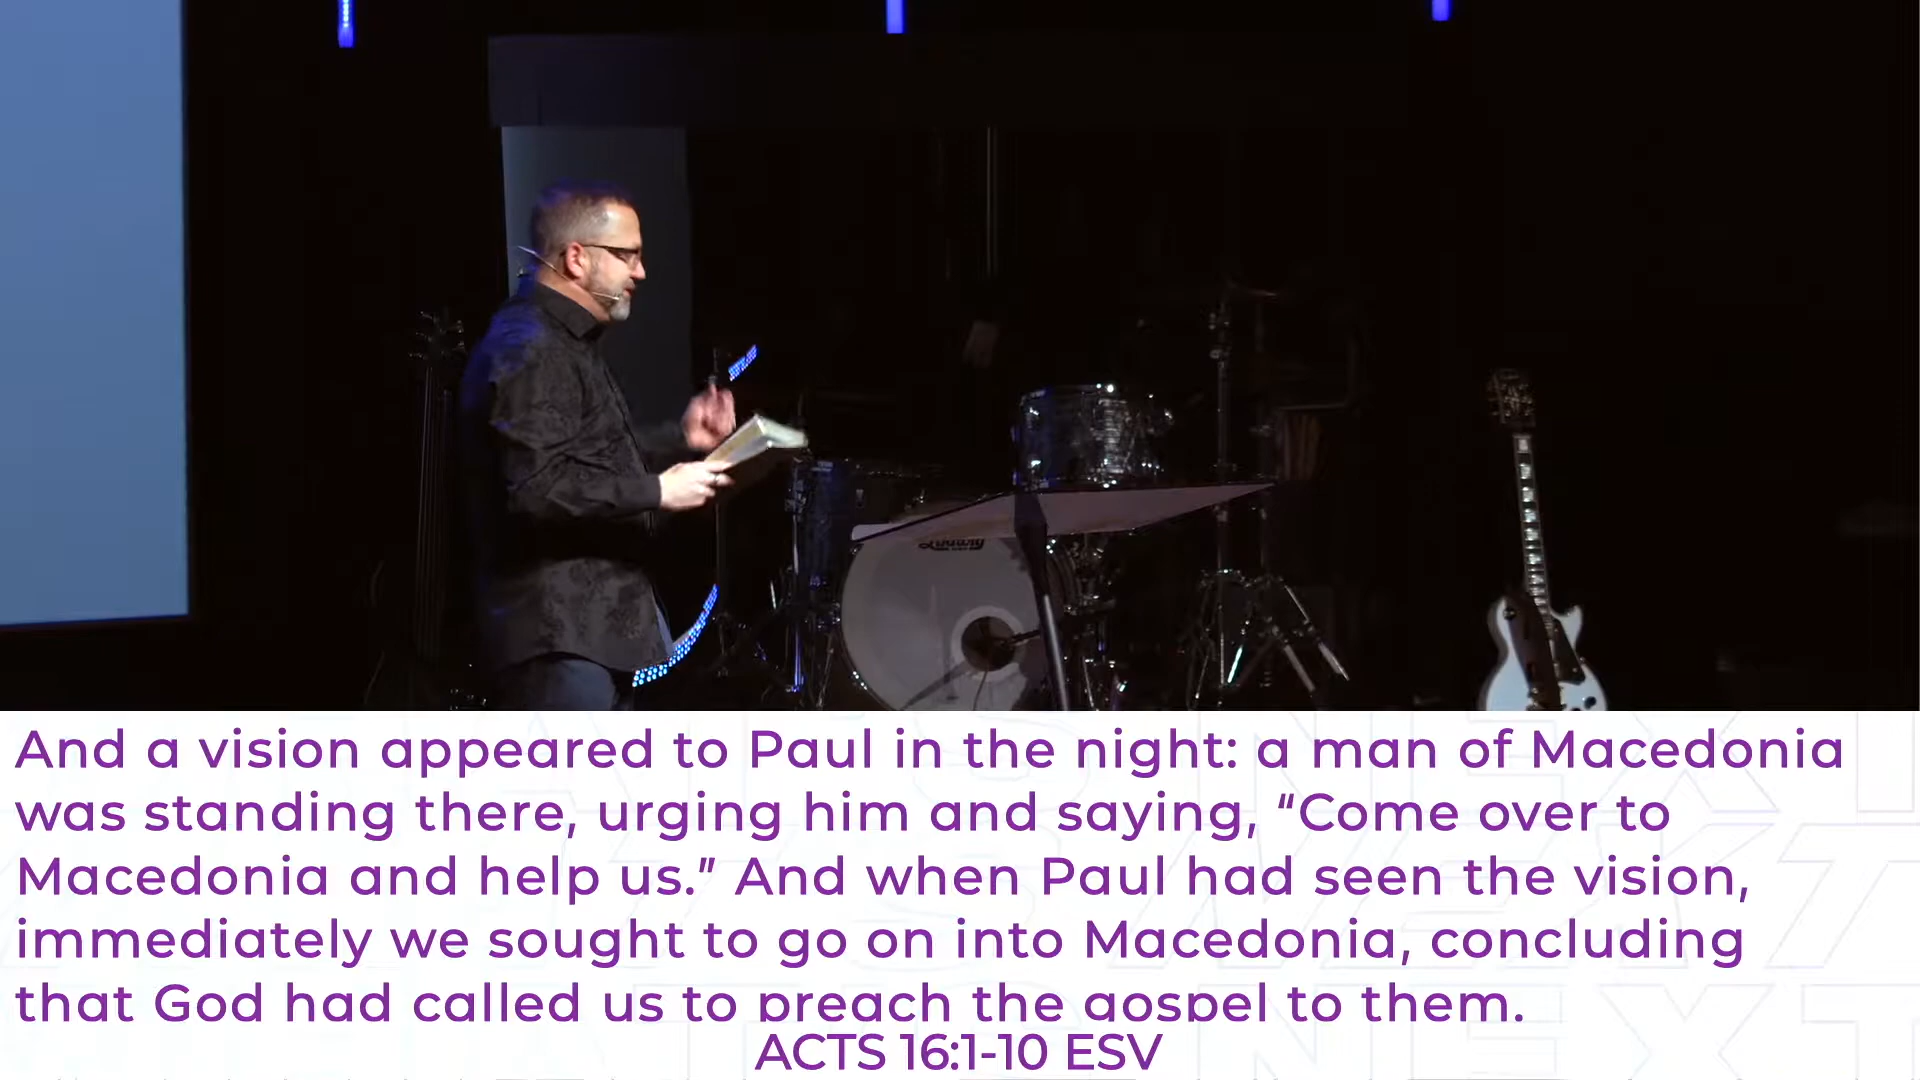 Ludwig
And a vision appeared to Paul in the night: a man of Macedonia
was standing there, urging him and saying, “Come over to
Macedonia and help us.” And when Paul had seen the vision,
immediately we sought to go on into Macedonia, concluding
that God had called us to preach the gospel to them.
ACTS 16:1-10 ESV